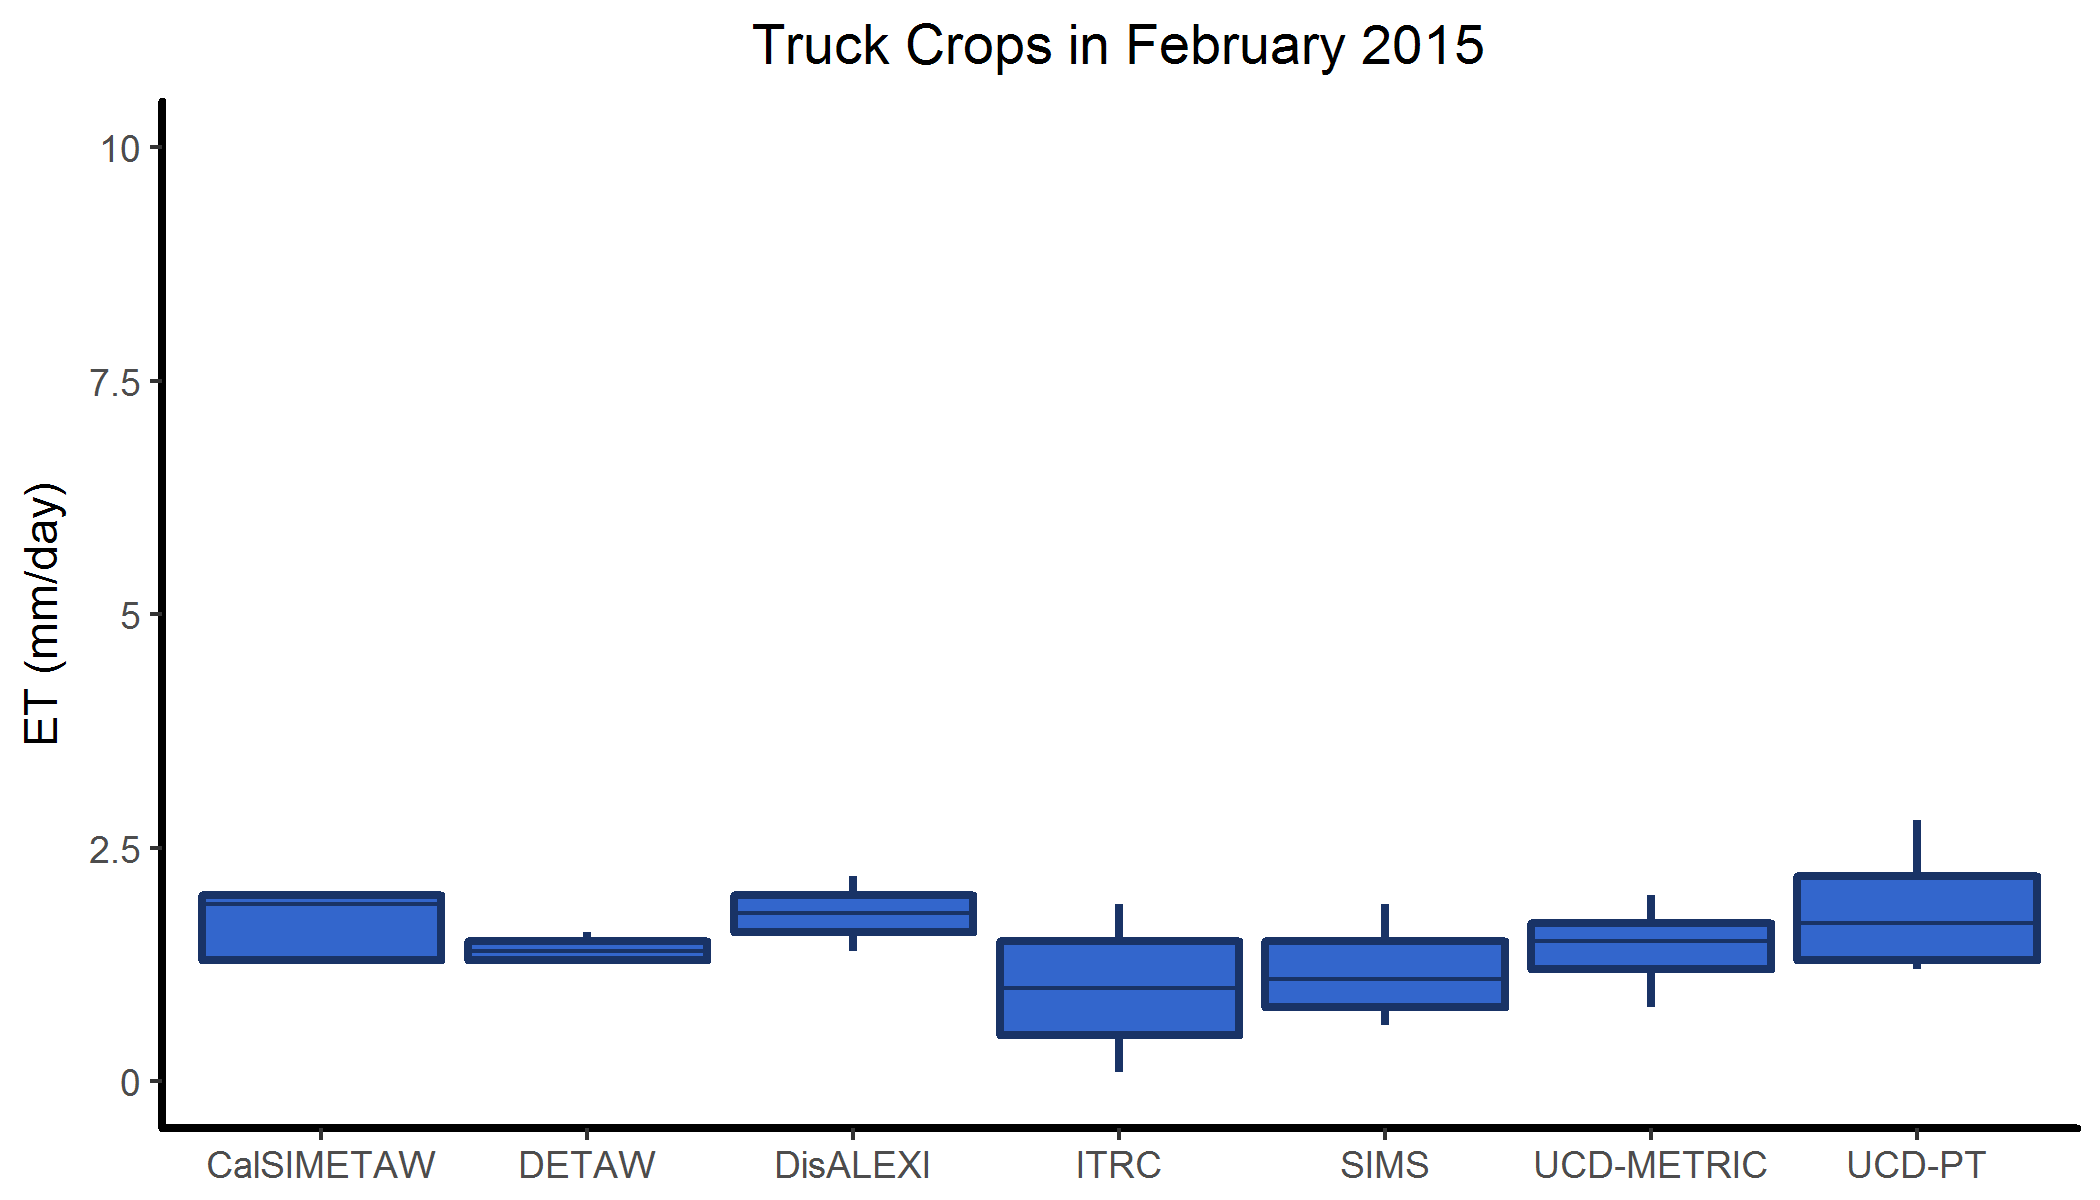 Truck Crops in February 2015
ET (mm/day)
10
7.5
5
2.5
0
CalSIMETAW DETAW DisALEXI ITRC SIMS UCD-METRIC UCD-PT